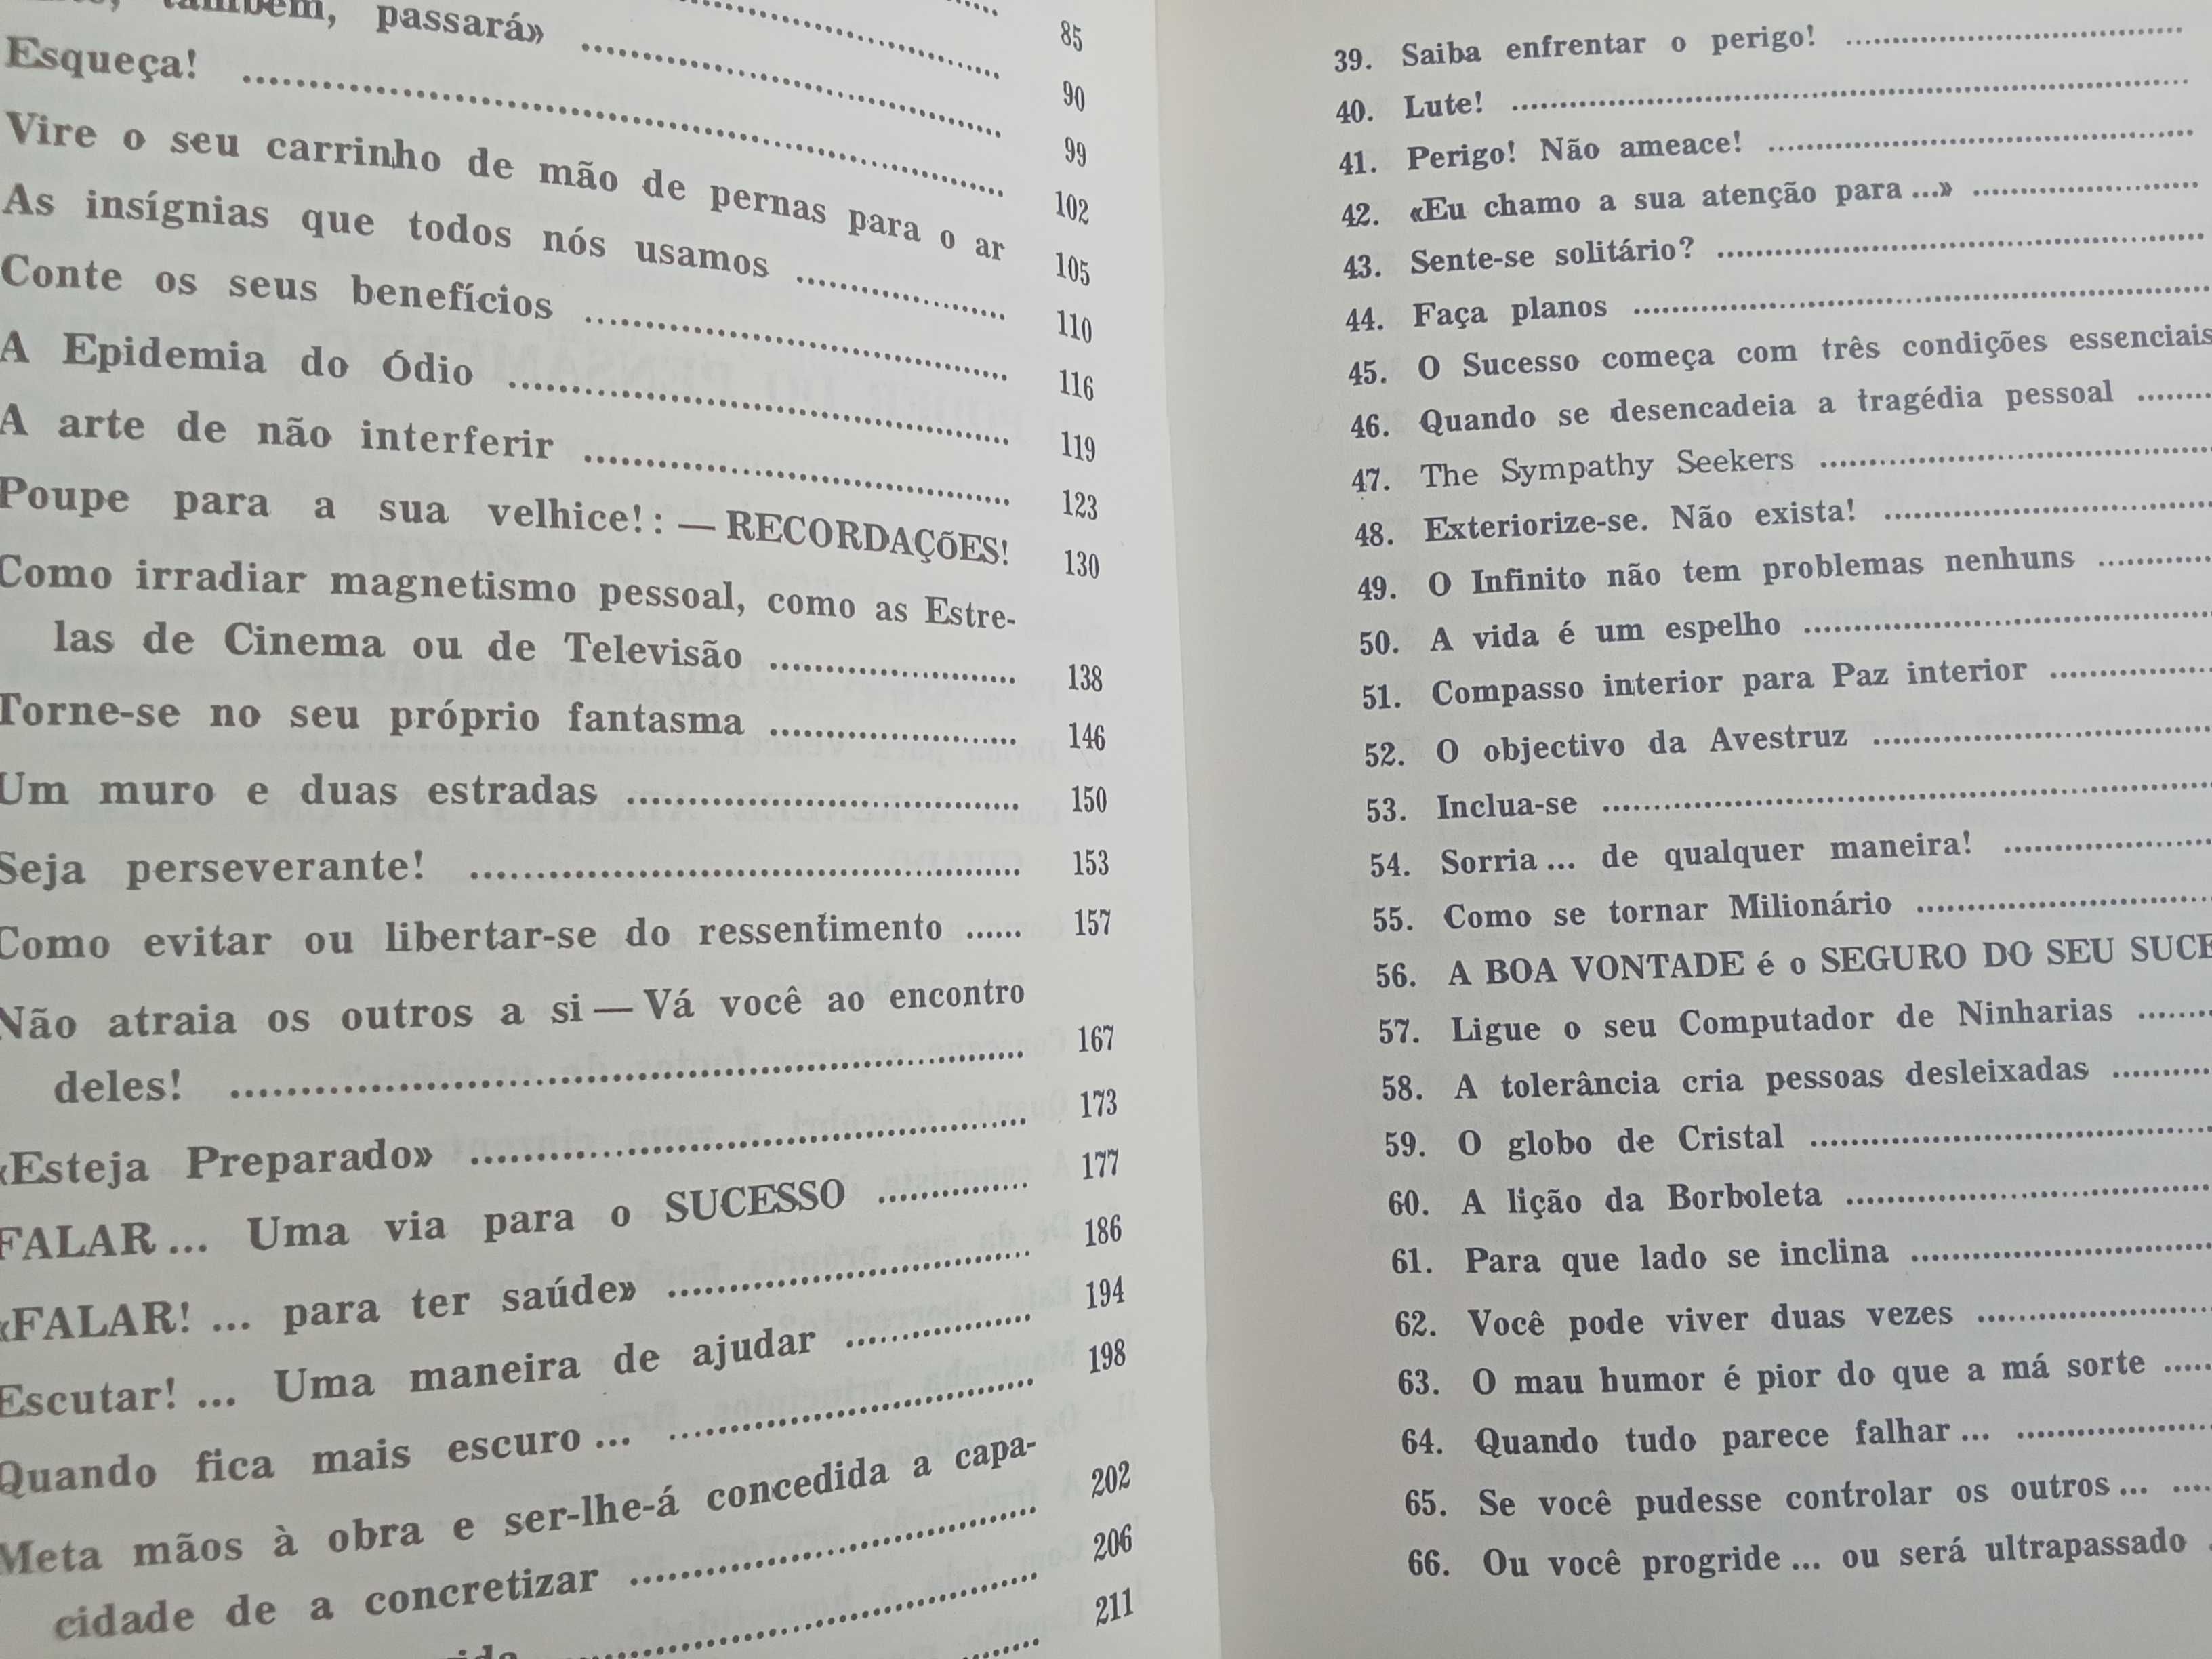 também, passará» .......... 85
Esqueça! .......... 90
Vire o seu carrinho de mão de pernas para o ar 99
As insígnias que todos nós usamos .......... 102
Conte os seus benefícios .......... 105
A Epidemia do Ódio .......... 110
A arte de não interferir .......... 116
Poupe para a sua velhice!: — RECORDAÇÕES! 119
123
Como irradiar magnetismo pessoal, como as Estre- 130
las de Cinema ou de Televisão .......... 138
Torne-se no seu próprio fantasma .......... 146
Um muro e duas estradas .......... 150
Seja perseverante! .......... 153
Como evitar ou libertar-se do ressentimento ...... 157
Não atraia os outros a si — Vá você ao encontro
deles! .......... 167
«Esteja Preparado» .......... 173
FALAR ... Uma via para o SUCESSO .......... 177
«FALAR! ... para ter saúde» .......... 186
Escutar! ... Uma maneira de ajudar .......... 194
Quando fica mais escuro ... .......... 198
Meta mãos à obra e ser-lhe-á concedida a capa-
cidade de a concretizar .......... 202
206
211
39. Saiba enfrentar o perigo! ..........
40. Lute! ..........
41. Perigo! Não ameace! ..........
42. «Eu chamo a sua atenção para ...» ..........
43. Sente-se solitário? ..........
44. Faça planos ..........
45. O Sucesso começa com três condições essenciais
46. Quando se desencadeia a tragédia pessoal ..........
47. The Sympathy Seekers ..........
48. Exteriorize-se. Não exista! ..........
49. O Infinito não tem problemas nenhuns ..........
50. A vida é um espelho ..........
51. Compasso interior para Paz interior ..........
52. O objectivo da Avestruz ..........
53. Inclua-se ..........
54. Sorria ... de qualquer maneira! ..........
55. Como se tornar Milionário ..........
56. A BOA VONTADE é o SEGURO DO SEU SUCE
57. Ligue o seu Computador de Ninharias ..........
58. A tolerância cria pessoas desleixadas ..........
59. O globo de Cristal ..........
60. A lição da Borboleta ..........
61. Para que lado se inclina ..........
62. Você pode viver duas vezes ..........
63. O mau humor é pior do que a má sorte .....
64. Quando tudo parece falhar ... ..........
65. Se você pudesse controlar os outros ... ....
66. Ou você progride ... ou será ultrapassado .